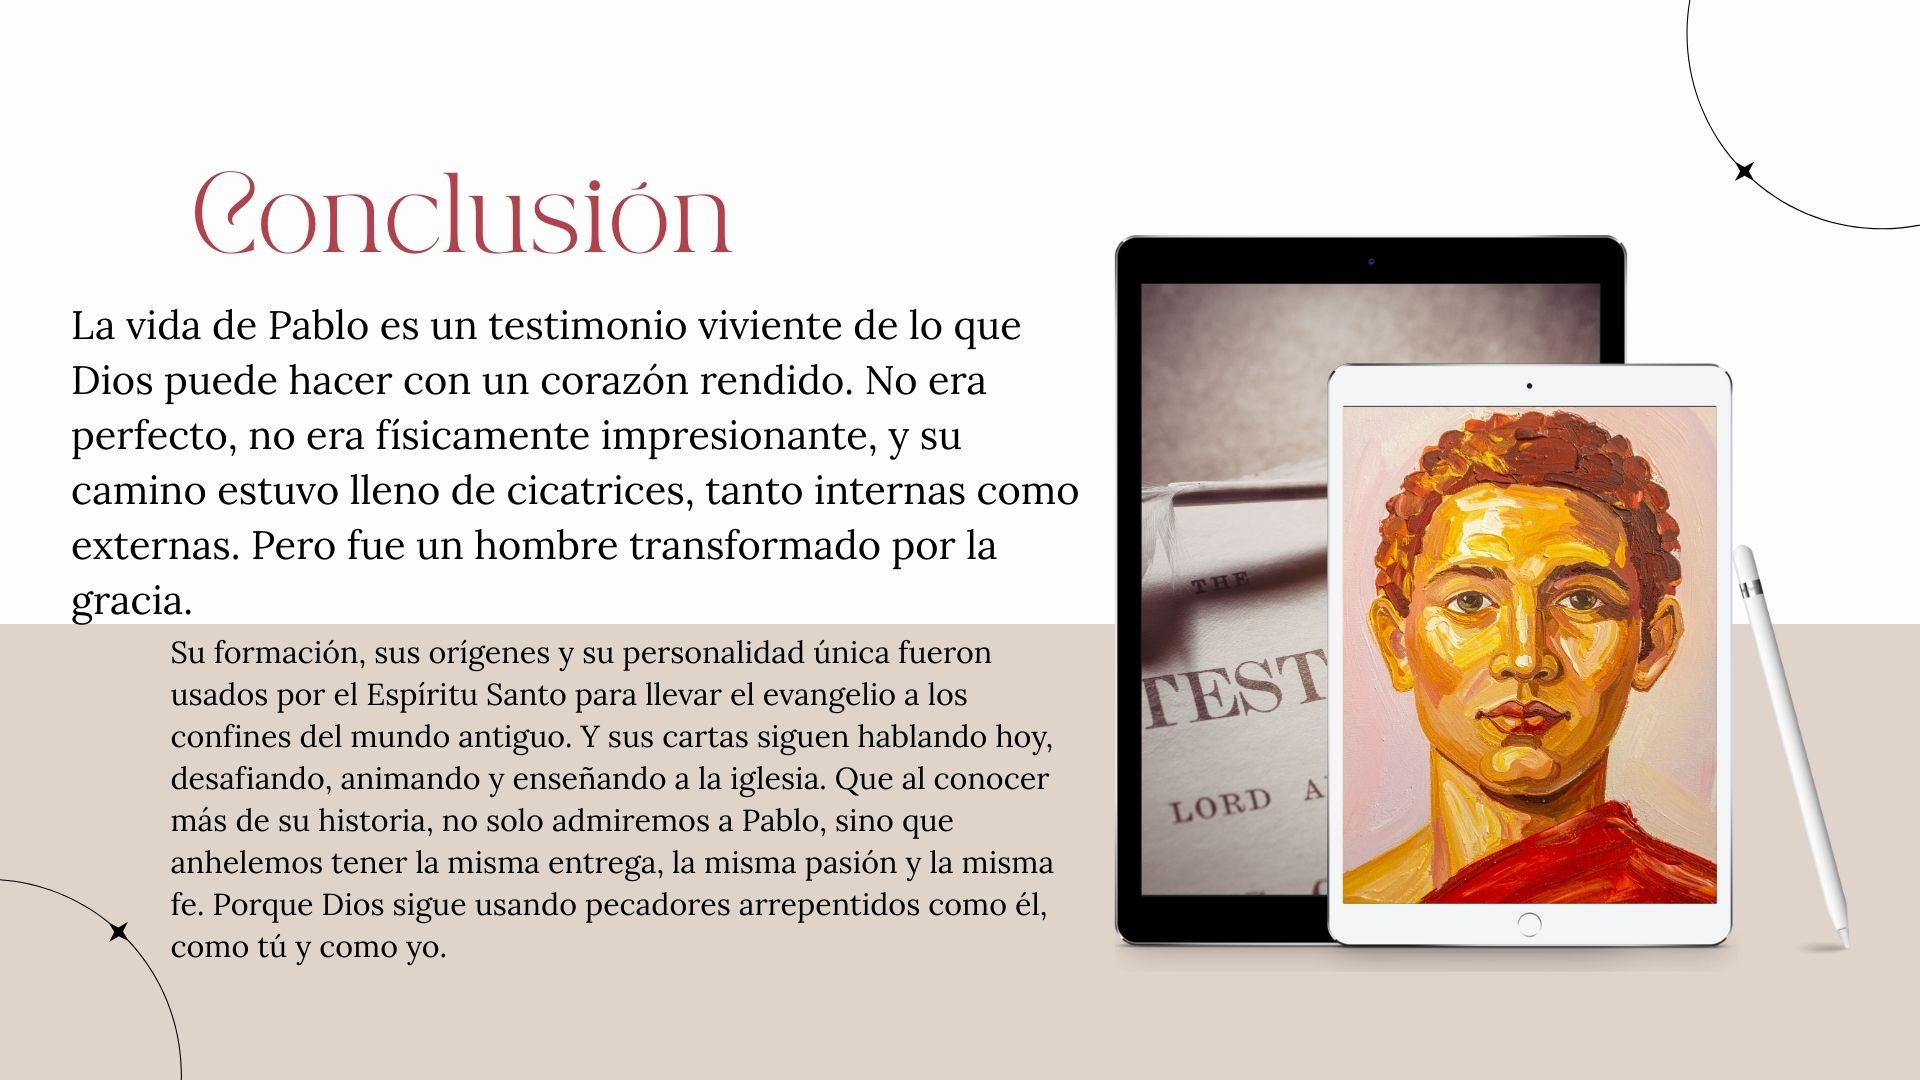 Conclusión
La vida de Pablo es un testimonio viviente de lo que
Dios puede hacer con un corazón rendido. No era
perfecto, no era físicamente impresionante, y su
camino estuvo lleno de cicatrices, tanto internas como
externas. Pero fue un hombre transformado por la
gracia.
Su formación, sus orígenes y su personalidad única fueron
usados por el Espíritu Santo para llevar el evangelio a los
confines del mundo antiguo. Y sus cartas siguen hablando hoy,
desafiando, animando y enseñando a la iglesia. Que al conocer
más de su historia, no solo admiremos a Pablo, sino que
anhelemos tener la misma entrega, la misma pasión y la misma
fe. Porque Dios sigue usando pecadores arrepentidos como él,
como tú y como yo.
THE
TEST
LORD A